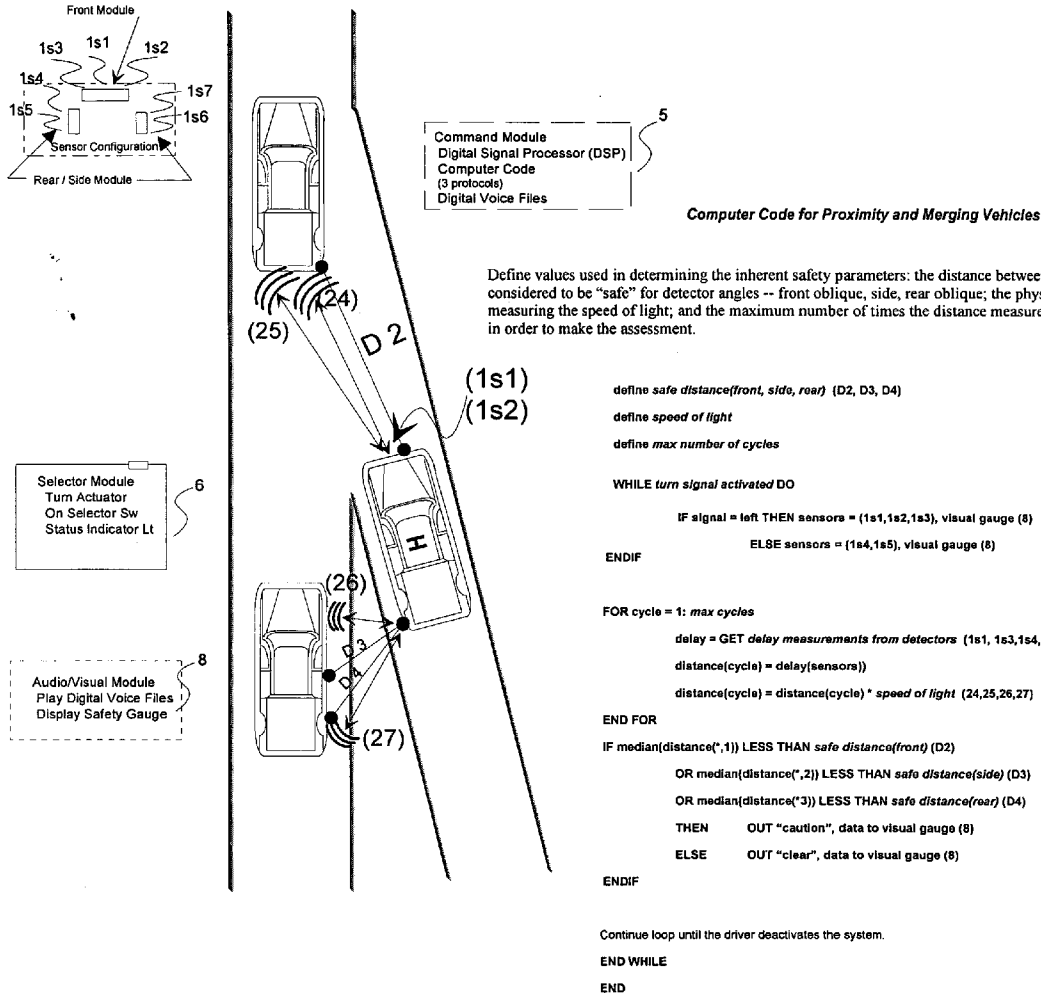 Front Module
1s3
1s1
1s2
1s4
1s7
1s5
1s6
Sensor Configuration
Rear / Side Module
5
Command Module
Digital Signal Processor (DSP)
Computer Code
(3 protocols)
Digital Voice Files
Computer Code for Proximity and Merging Vehicles
Define values used in determining the inherent safety parameters: the distance betwee
considered to be “safe” for detector angles -- front oblique, side, rear oblique; the phys
measuring the speed of light; and the maximum number of times the distance measure
in order to make the assessment.
(24)
(25)
D 2
(1s1)
(1s2)
define safe distance(front, side, rear) (D2, D3, D4)
define speed of light
define max number of cycles
WHILE turn signal activated DO
IF signal = left THEN sensors = (1s1,1s2,1s3), visual gauge (8)
ELSE sensors = (1s4,1s5), visual gauge (8)
ENDIF
6
Selector Module
Turn Actuator
On Selector Sw
Status Indicator Lt
H
(26)
D 3
D 4
(27)
8
Audio/Visual Module
Play Digital Voice Files
Display Safety Gauge
FOR cycle = 1: max cycles
delay = GET delay measurements from detectors (1s1, 1s3,1s4,
distance(cycle) = delay(sensors))
distance(cycle) = distance(cycle) * speed of light (24,25,26,27)
END FOR
IF median(distance(*,1)) LESS THAN safe distance(front) (D2)
OR median(distance(*,2)) LESS THAN safe distance(side) (D3)
OR median(distance(*3)) LESS THAN safe distance(rear) (D4)
THEN OUT "caution", data to visual gauge (8)
ELSE OUT "clear", data to visual gauge (8)
ENDIF
Continue loop until the driver deactivates the system.
END WHILE
END